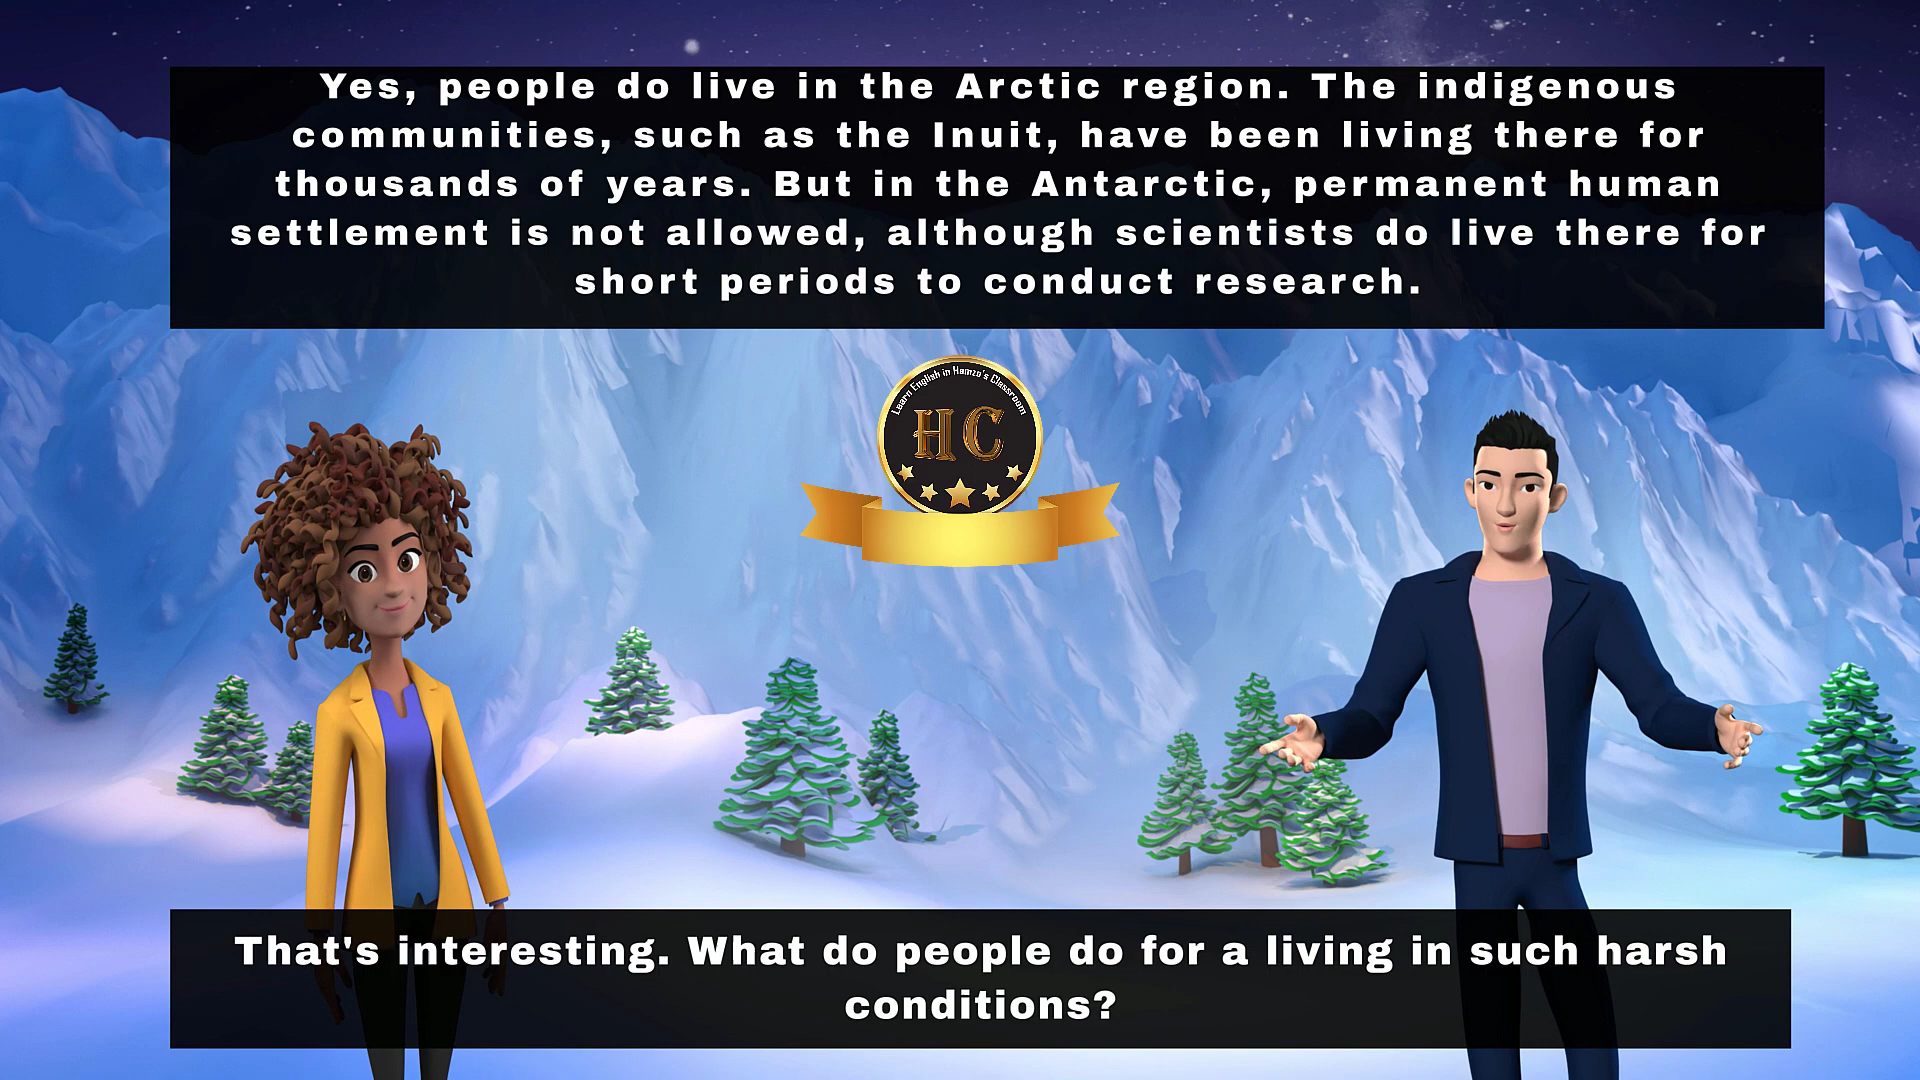 Yes, people do live in the Arctic region. The indigenous
communities, such as the Inuit, have been living there for
thousands of years. But in the Antarctic, permanent human
settlement is not allowed, although scientists do live there for
short periods to conduct research.
Learn English in Hamza's Classroom
HC
That's interesting. What do people do for a living in such harsh
conditions?